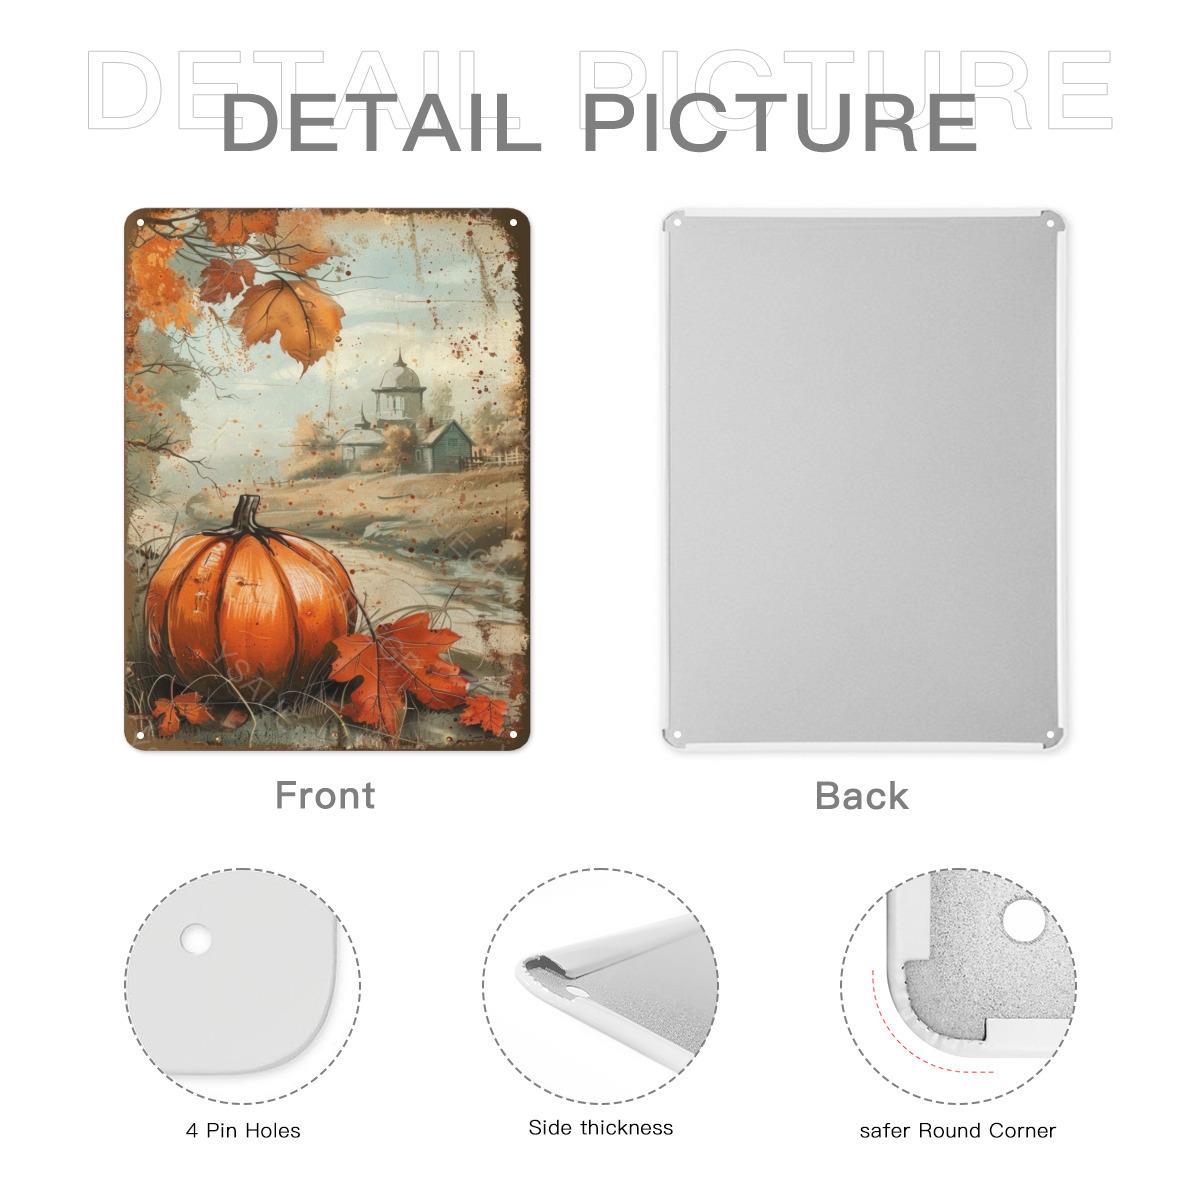 DETAIL PICTURE
DETAIL PICTURE
Front
Back
4 Pin Holes
Side thickness
safer Round Corner